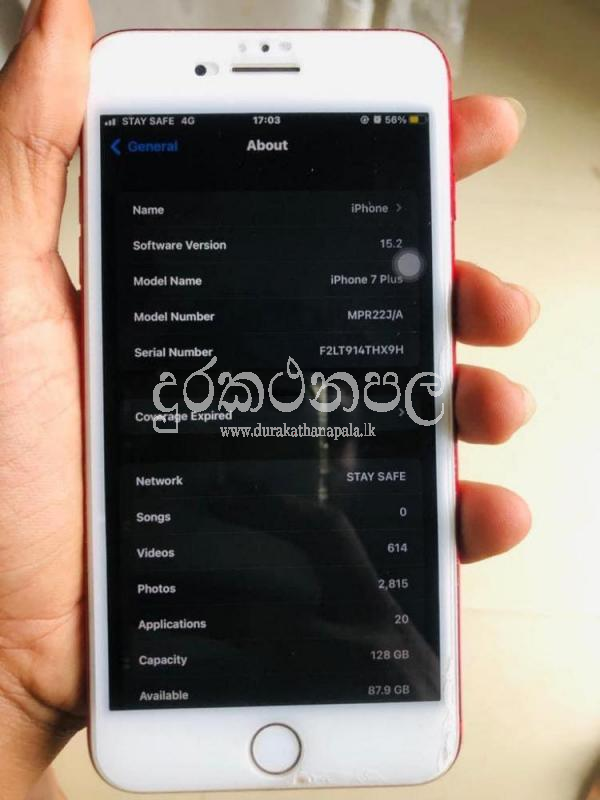 STAY SAFE 4G 17:03 56%
General About
Name iPhone
Software Version 15.2
Model Name iPhone 7 Plus
Model Number MPR22J/A
Serial Number F2LT914THX9H
දුරකථනපල
Coverage Expired
www.durakathanapala.lk
Network STAY SAFE
Songs 0
Videos 614
Photos 2,815
Applications 20
Capacity 128 GB
Available 87.9 GB